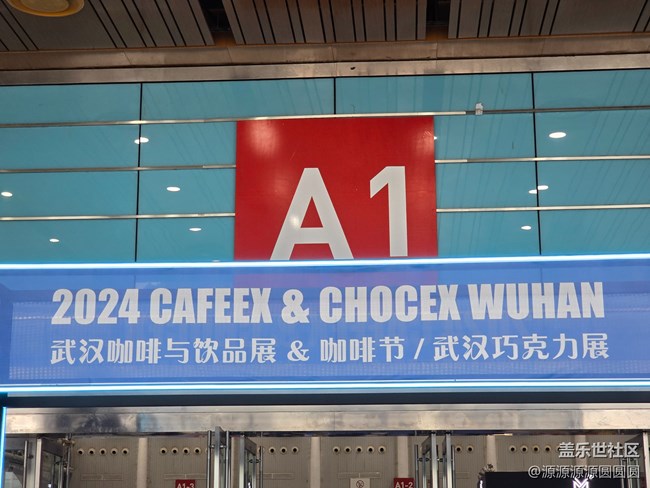 A1
2024 CAFEEX & CHOCEX WUHAN
武汉咖啡与饮品展 & 咖啡节 / 武汉巧克力展
A1-2
盖乐世社区
@源源源源圆圆圆